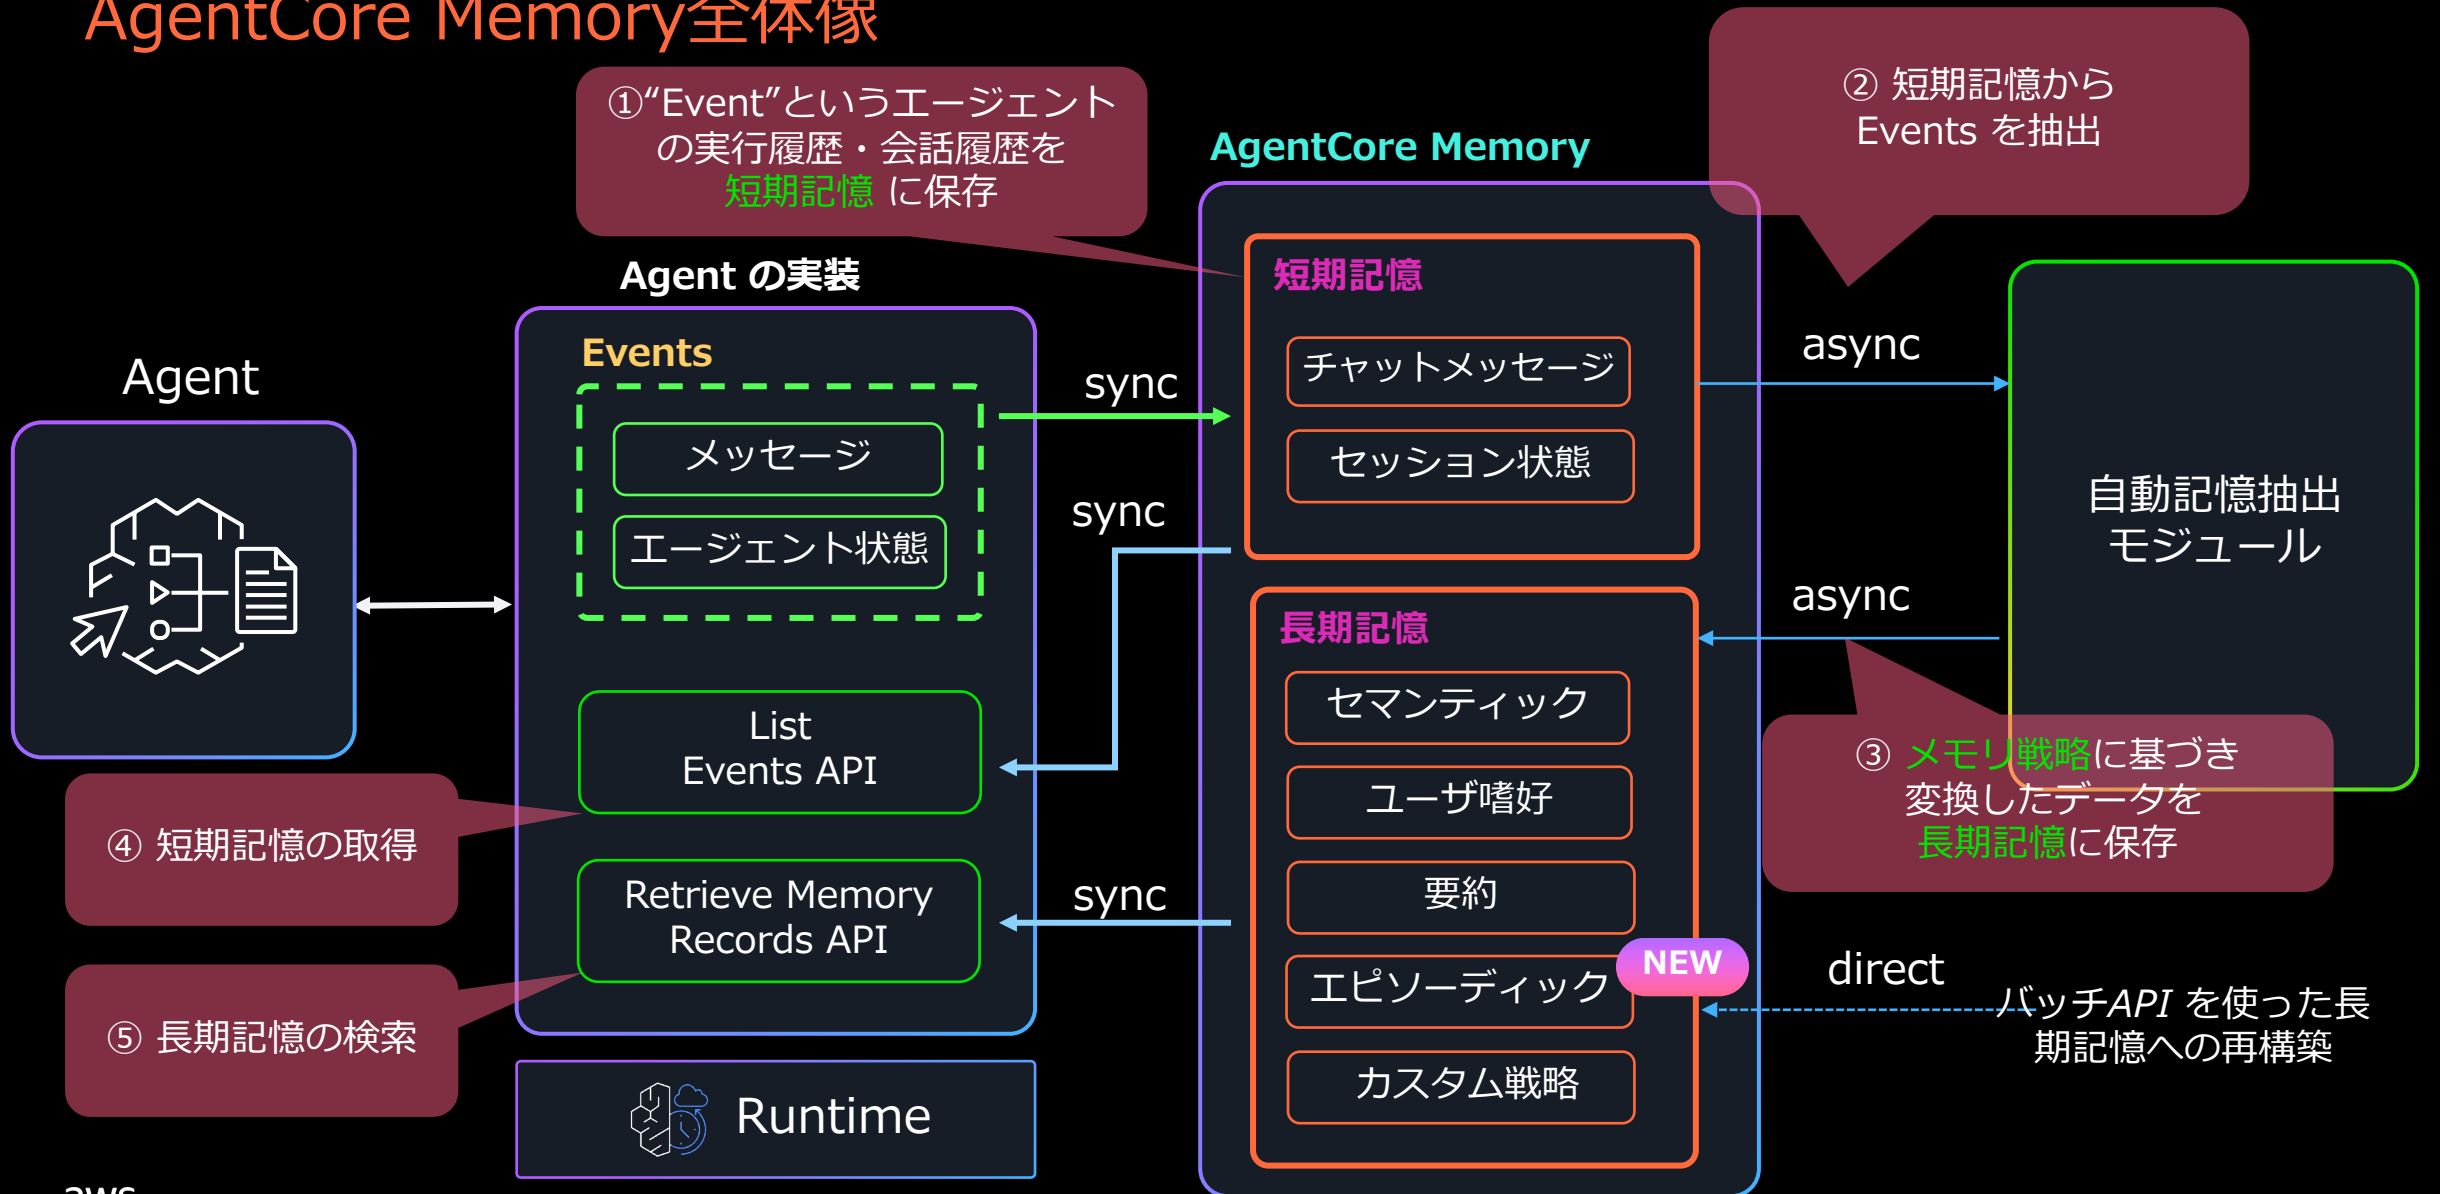 AgentCore Memory全体像
①“Event”というエージェント
の実行履歴・会話履歴を
短期記憶 に保存
② 短期記憶から
Events を抽出
AgentCore Memory
Agent の実装
Agent
Events
メッセージ
エージェント状態
List
Events API
Retrieve Memory
Records API
Runtime
sync
sync
sync
短期記憶
チャットメッセージ
セッション状態
長期記憶
セマンティック
ユーザ嗜好
要約
エピソーディック
NEW
カスタム戦略
async
async
自動記憶抽出
モジュール
③ メモリ戦略に基づき
変換したデータを
長期記憶に保存
direct
バッチAPI を使った長
期記憶への再構築
④ 短期記憶の取得
⑤ 長期記憶の検索
aws